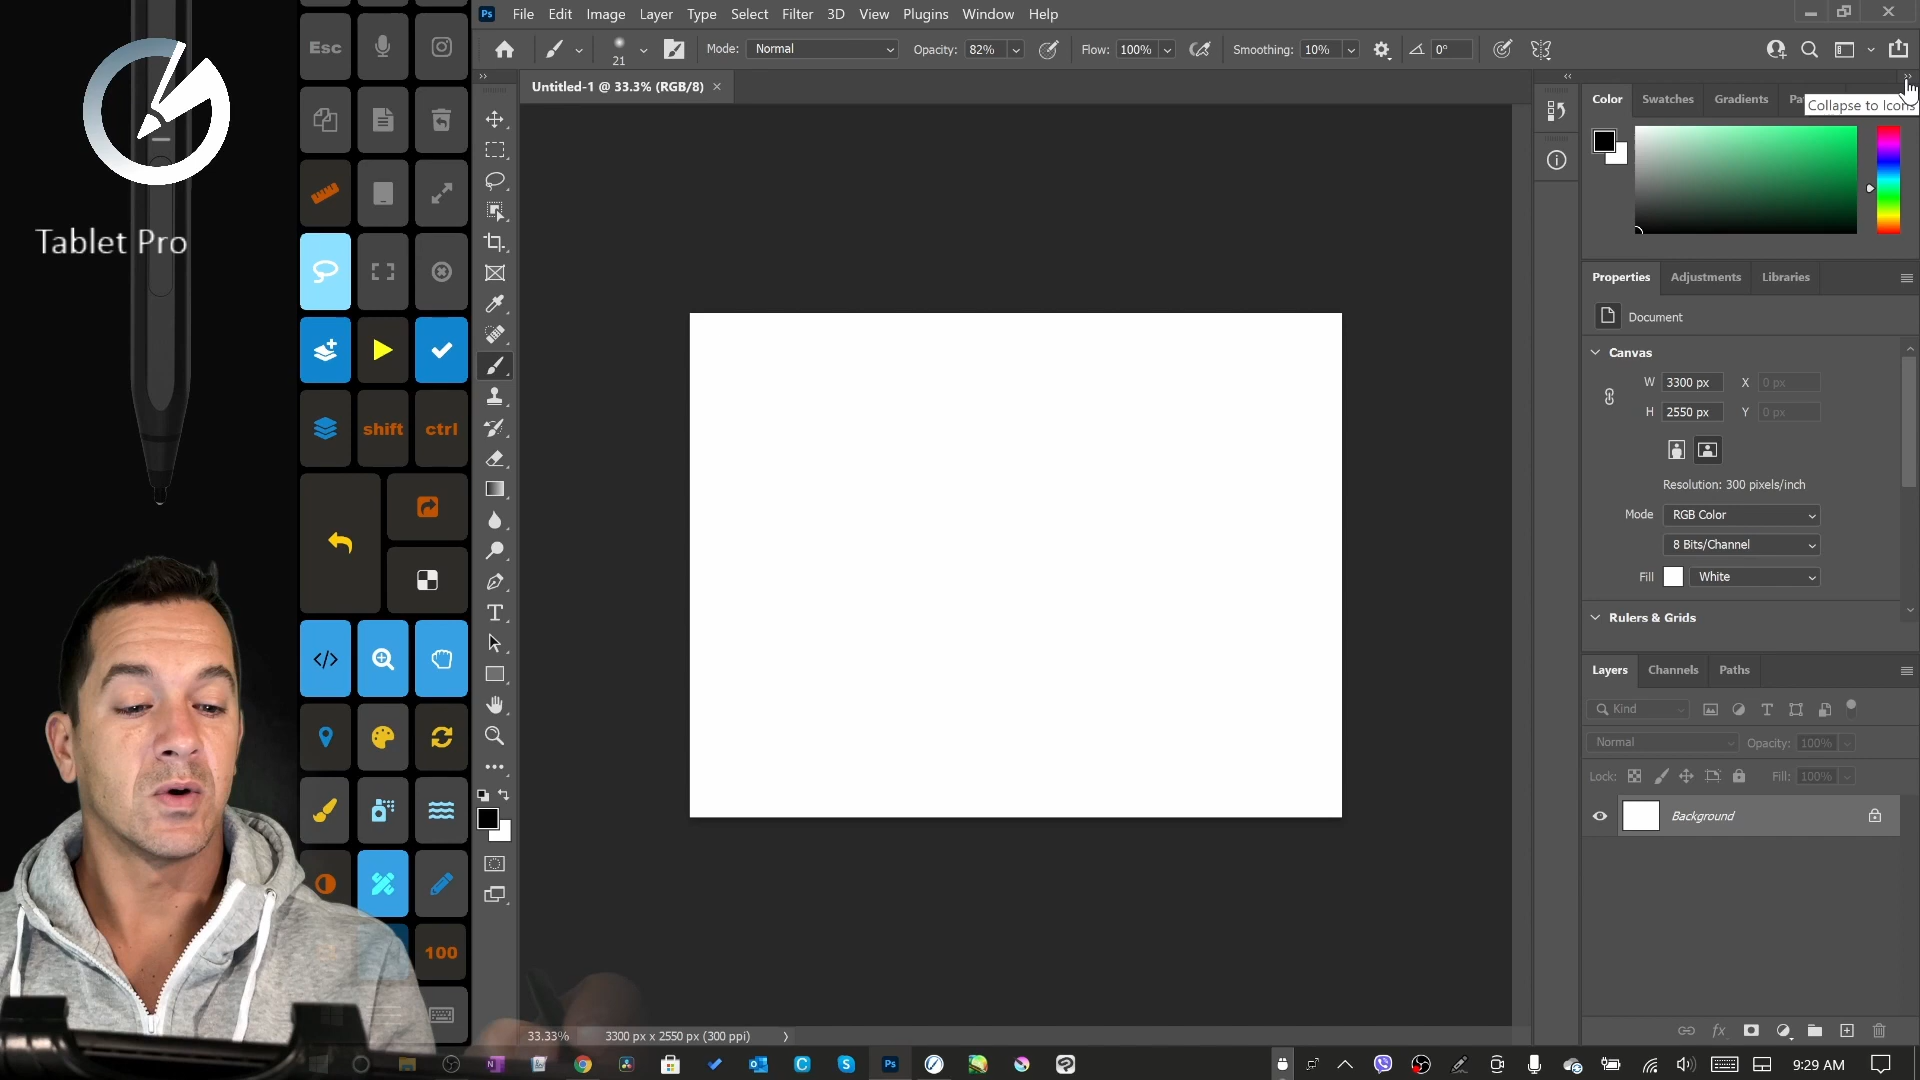 Tablet Pro
Esc
shift ctrl
100
Ps File Edit Image Layer Type Select Filter 3D View Plugins Window Help
21 Mode: Normal Opacity: 82% Flow: 100% Smoothing: 10% 0°
Untitled-1 @ 33.3% (RGB/8)
Color Swatches Gradients
Collapse to Icons
Properties Adjustments Libraries
Document
Canvas
W 3300 px X 0 px
H 2550 px Y 0 px
Resolution: 300 pixels/inch
Mode RGB Color
8 Bits/Channel
Fill White
Rulers & Grids
Layers Channels Paths
Kind
Normal Opacity: 100%
Lock: Fill: 100%
Background
33.33% 3300 px x 2550 px (300 ppi)
Ps
9:29 AM